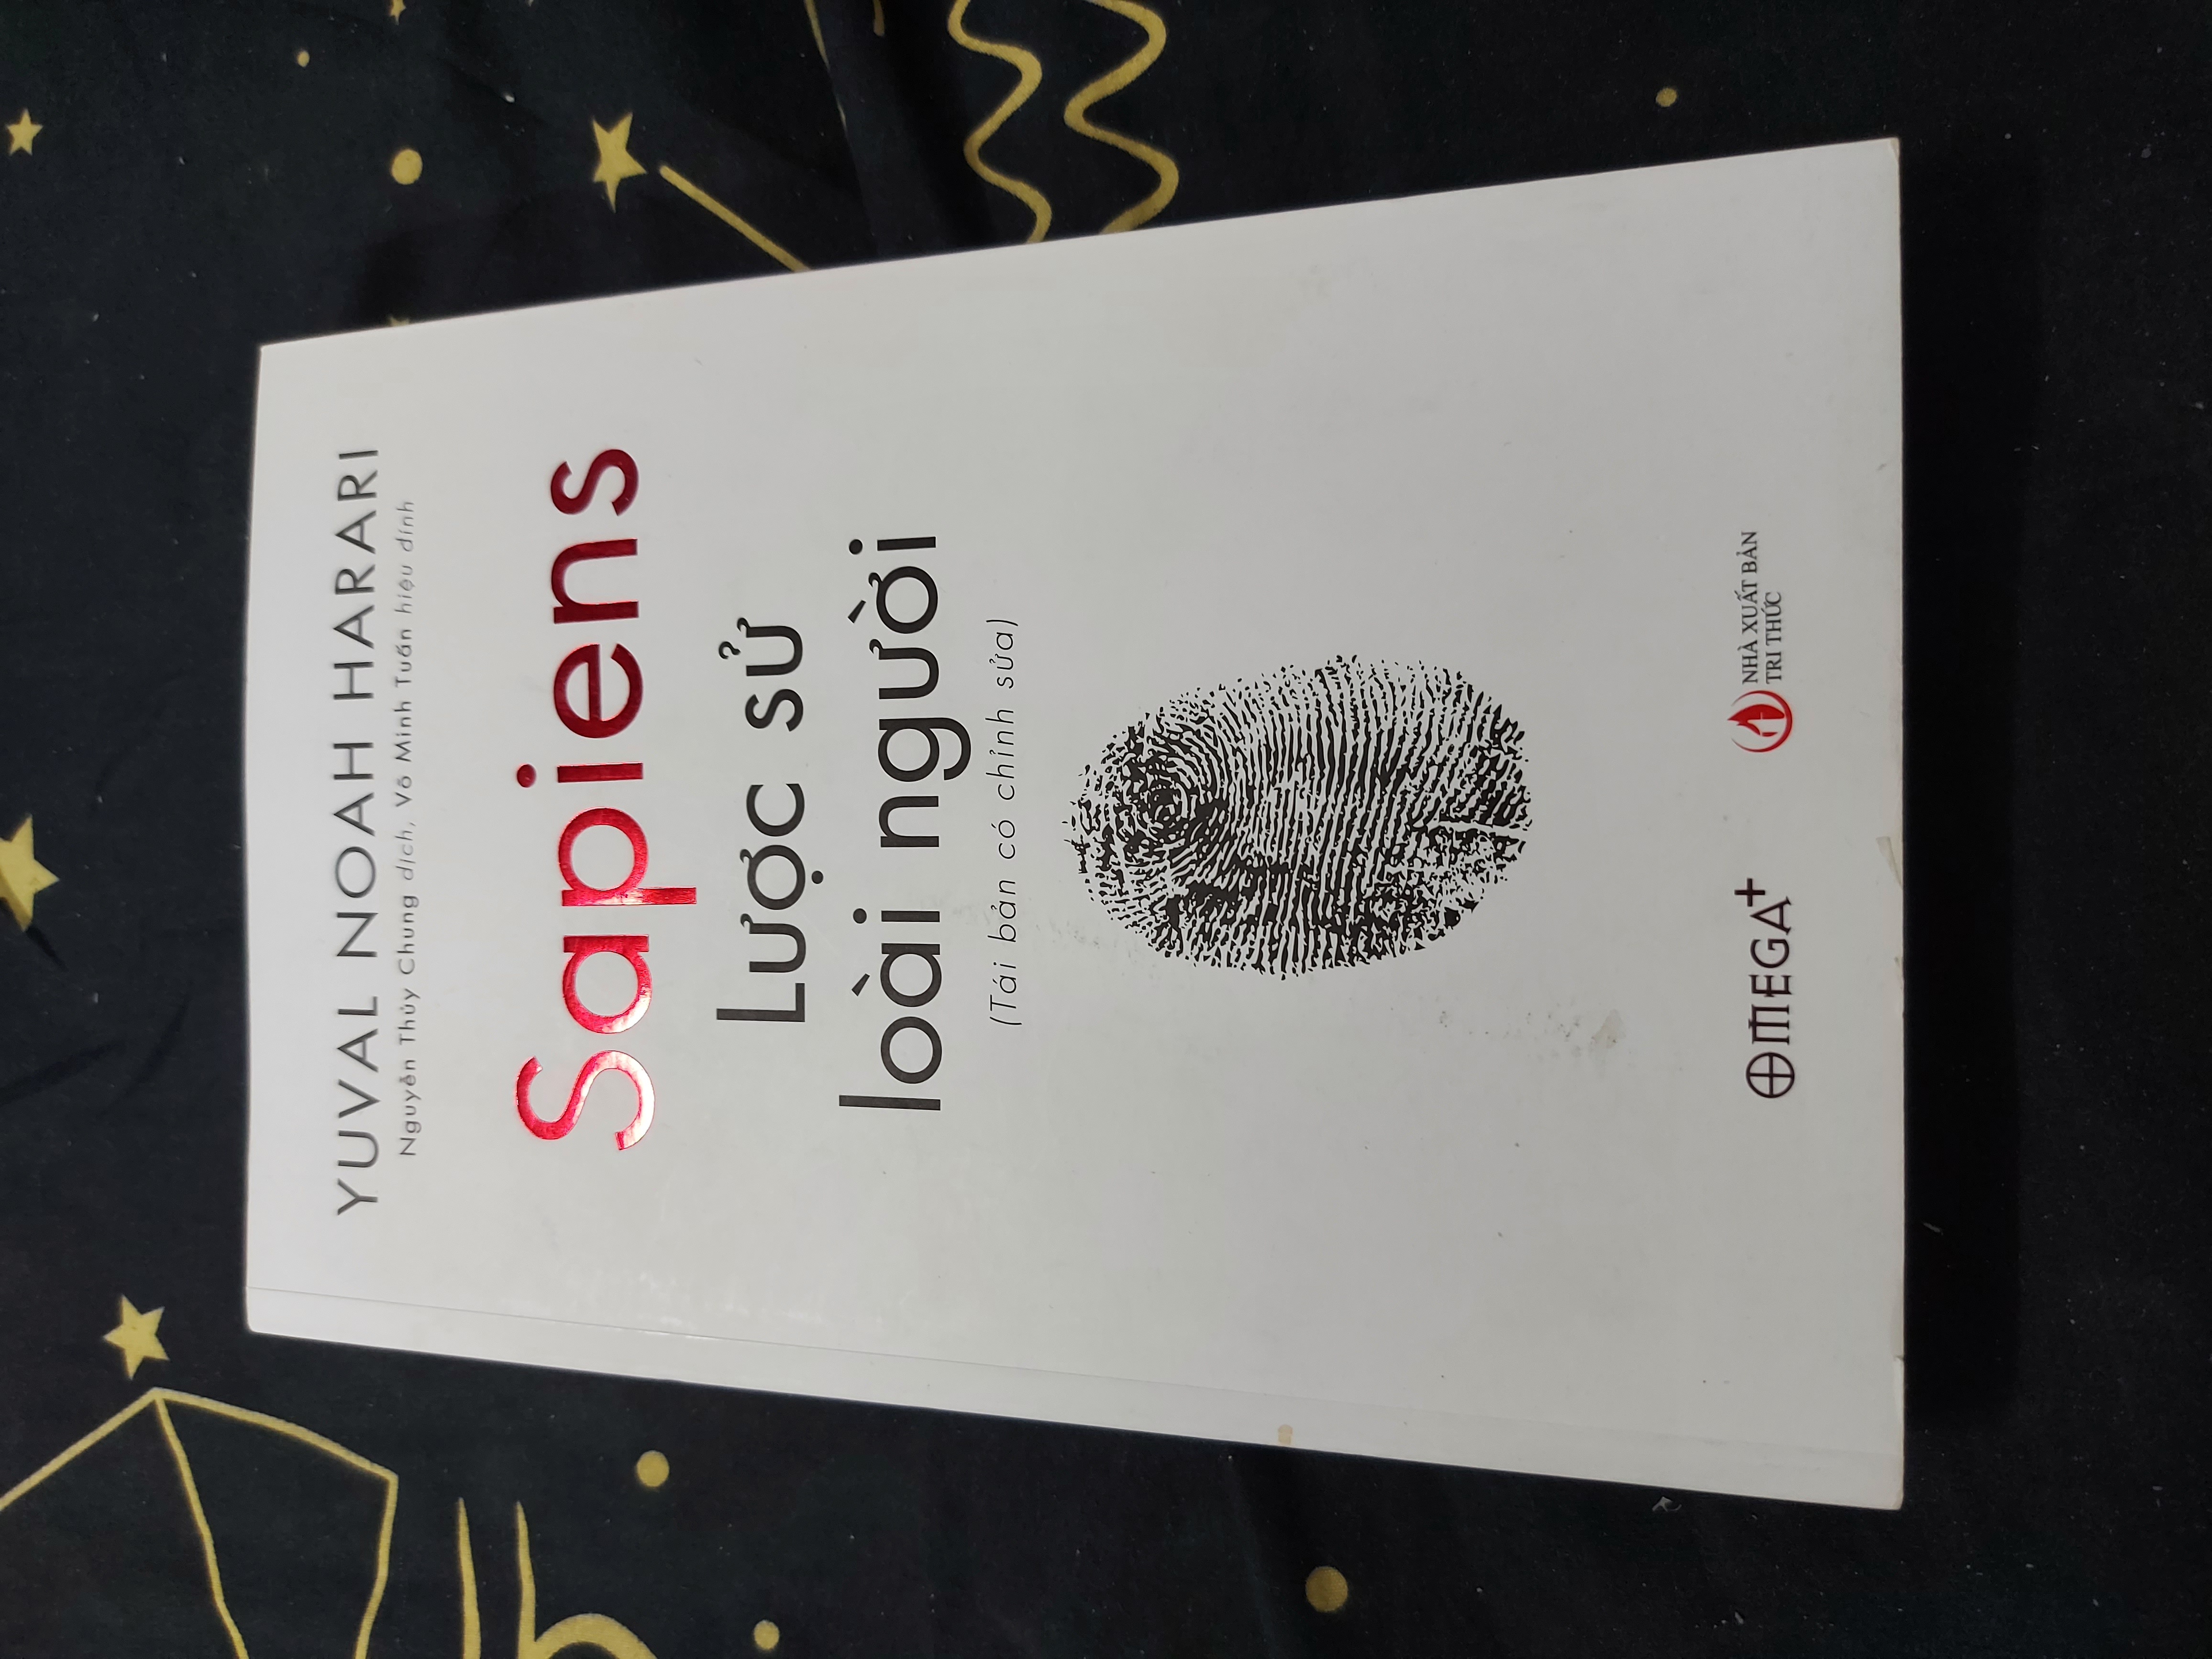 YUVAL NOAH HARARI
Nguyễn Thủy Chung dịch, Võ Minh Tuấn hiệu đính
Sapiens
Lược sử
loài người
(Tái bản có chỉnh sửa)
OMEGA+
NHÀ XUẤT BẢN
TRI THỨC